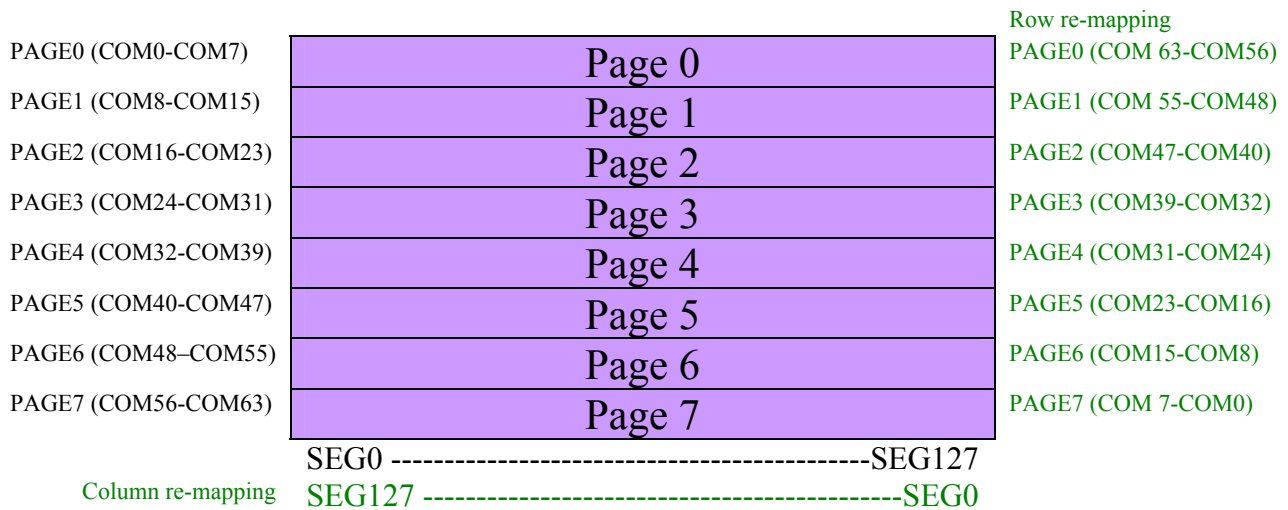 Row re-mapping
PAGE0 (COM0-COM7) Page 0 PAGE0 (COM 63-COM56)
PAGE1 (COM8-COM15) Page 1 PAGE1 (COM 55-COM48)
PAGE2 (COM16-COM23) Page 2 PAGE2 (COM47-COM40)
PAGE3 (COM24-COM31) Page 3 PAGE3 (COM39-COM32)
PAGE4 (COM32-COM39) Page 4 PAGE4 (COM31-COM24)
PAGE5 (COM40-COM47) Page 5 PAGE5 (COM23-COM16)
PAGE6 (COM48–COM55) Page 6 PAGE6 (COM15-COM8)
PAGE7 (COM56-COM63) Page 7 PAGE7 (COM 7-COM0)
SEG0 ---------------------------------------------SEG127
Column re-mapping SEG127 ---------------------------------------------SEG0